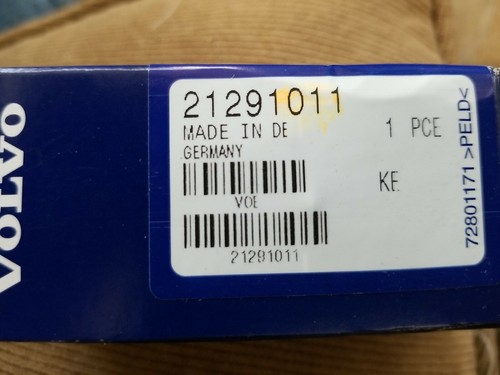 VOLVO
21291011
MADE IN DE
GERMANY
1 PCE
KE
VOE
21291011
72801171 >PELD<